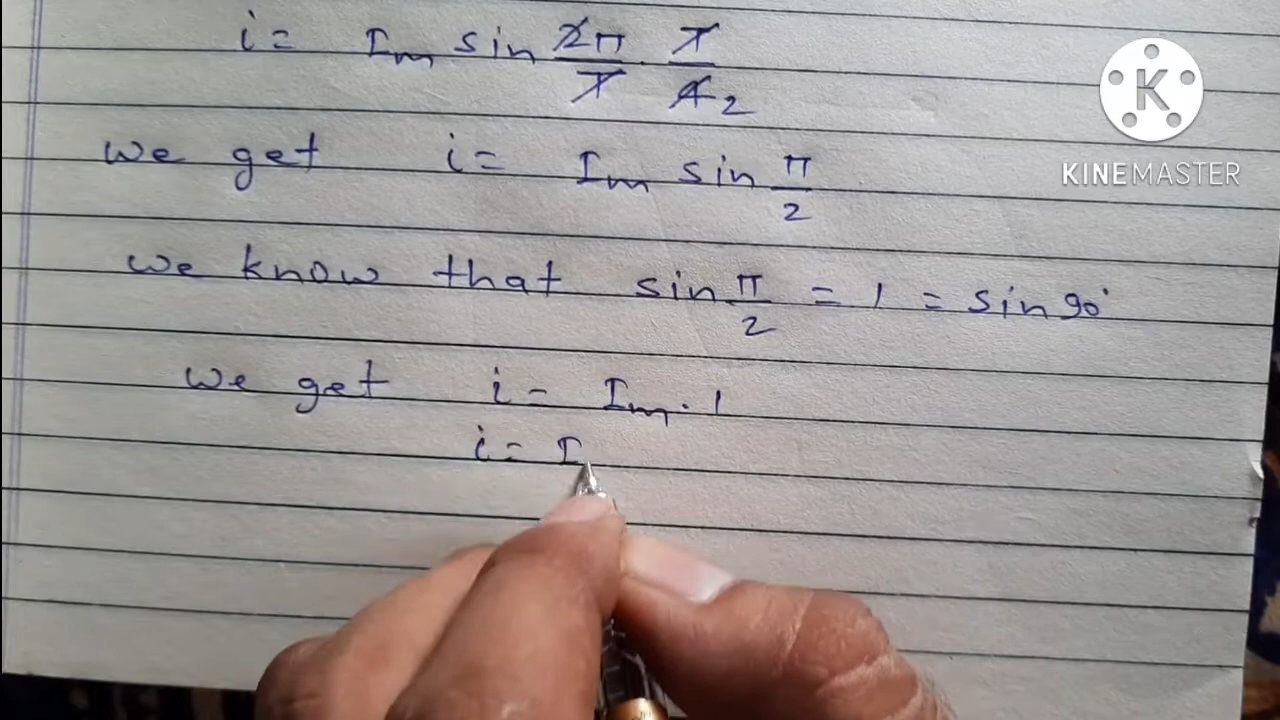 i = Im sin 2π/T · T/4 2
we get i = Im sin π/2
we know that sin π/2 = 1 = sin 90°
we get i = Im · 1
i = I
K
KINEMASTER